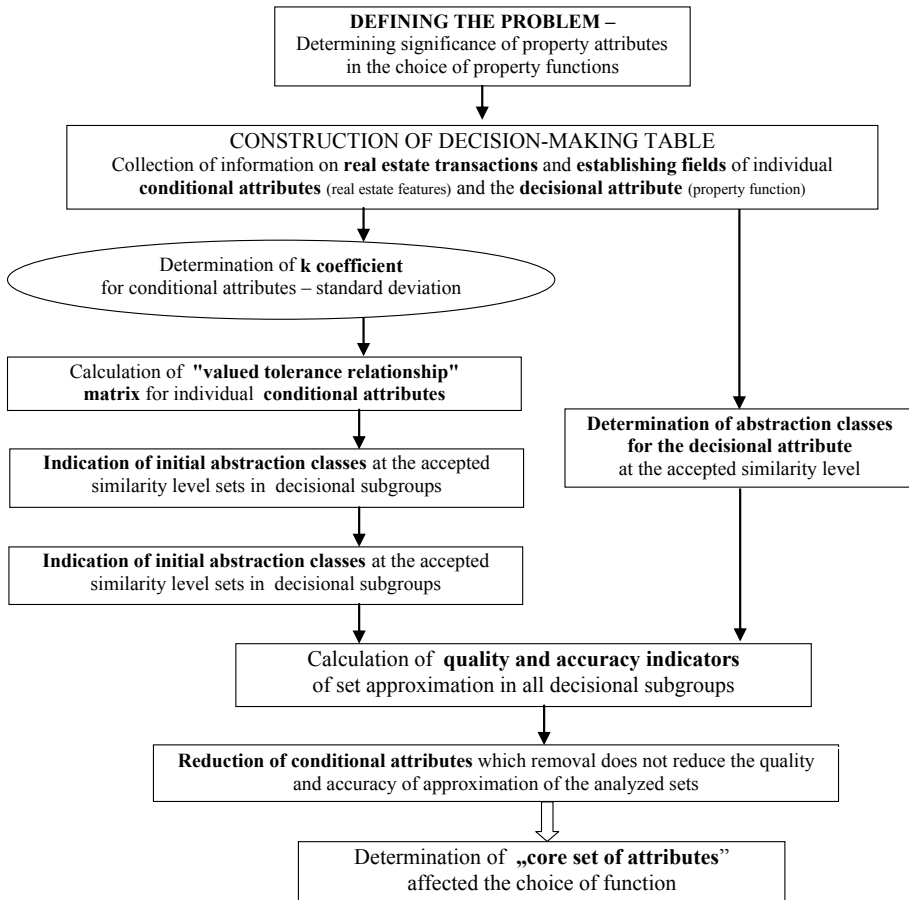 DEFINING THE PROBLEM –
Determining significance of property attributes
in the choice of property functions
CONSTRUCTION OF DECISION-MAKING TABLE
Collection of information on real estate transactions and establishing fields of individual
conditional attributes (real estate features) and the decisional attribute (property function)
Determination of k coefficient
for conditional attributes – standard deviation
Calculation of "valued tolerance relationship"
matrix for individual conditional attributes
Indication of initial abstraction classes at the accepted
similarity level sets in decisional subgroups
Indication of initial abstraction classes at the accepted
similarity level sets in decisional subgroups
Determination of abstraction classes
for the decisional attribute
at the accepted similarity level
Calculation of quality and accuracy indicators
of set approximation in all decisional subgroups
Reduction of conditional attributes which removal does not reduce the quality
and accuracy of approximation of the analyzed sets
Determination of „core set of attributes”
affected the choice of function